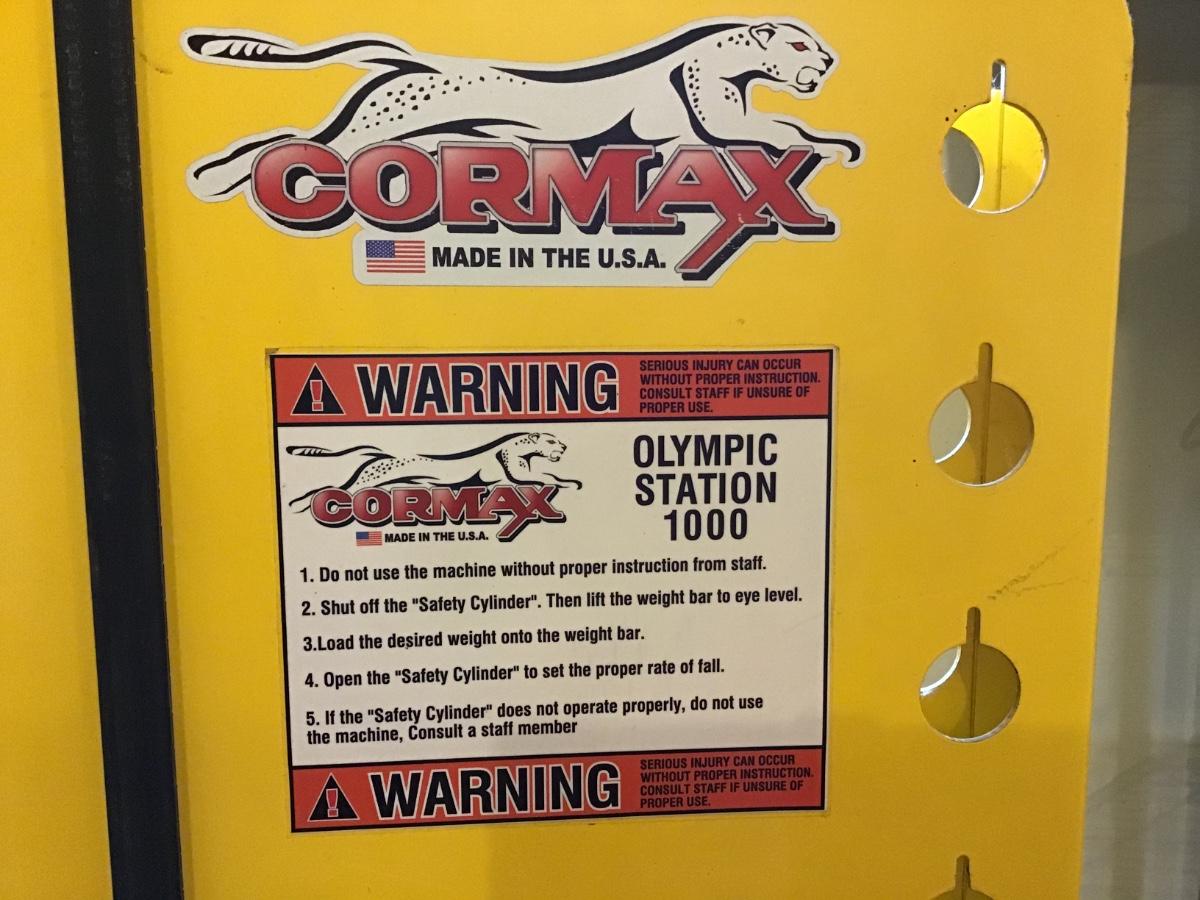 CORMAX
MADE IN THE U.S.A.
WARNING
SERIOUS INJURY CAN OCCUR
WITHOUT PROPER INSTRUCTION.
CONSULT STAFF IF UNSURE OF
PROPER USE.
CORMAX
MADE IN THE U.S.A.
OLYMPIC
STATION
1000
1. Do not use the machine without proper instruction from staff.
2. Shut off the "Safety Cylinder". Then lift the weight bar to eye level.
3.Load the desired weight onto the weight bar.
4. Open the "Safety Cylinder" to set the proper rate of fall.
5. If the "Safety Cylinder" does not operate properly, do not use
the machine, Consult a staff member
WARNING
SERIOUS INJURY CAN OCCUR
WITHOUT PROPER INSTRUCTION.
CONSULT STAFF IF UNSURE OF
PROPER USE.